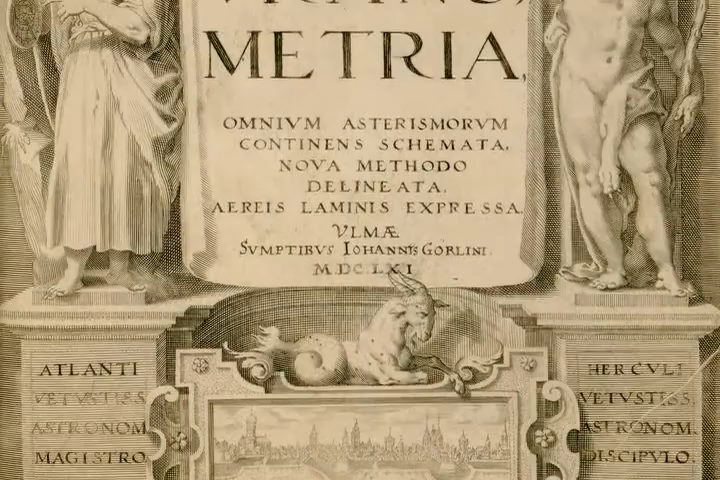 METRIA,
OMNIVM ASTERISMORVM
CONTINENS SCHEMATA,
NOVA METHODO
DELINEATA,
AEREIS LAMINIS EXPRESSA.
VLMÆ
SVMPTIBVS IOHANNIS GORLINI.
M.DC.LXI
ATLANTI
VETVSTISS
ASTRONOM
MAGISTRO
HERCVLI
VETVSTISS.
ASTRONOM.
DISCIPVLO.